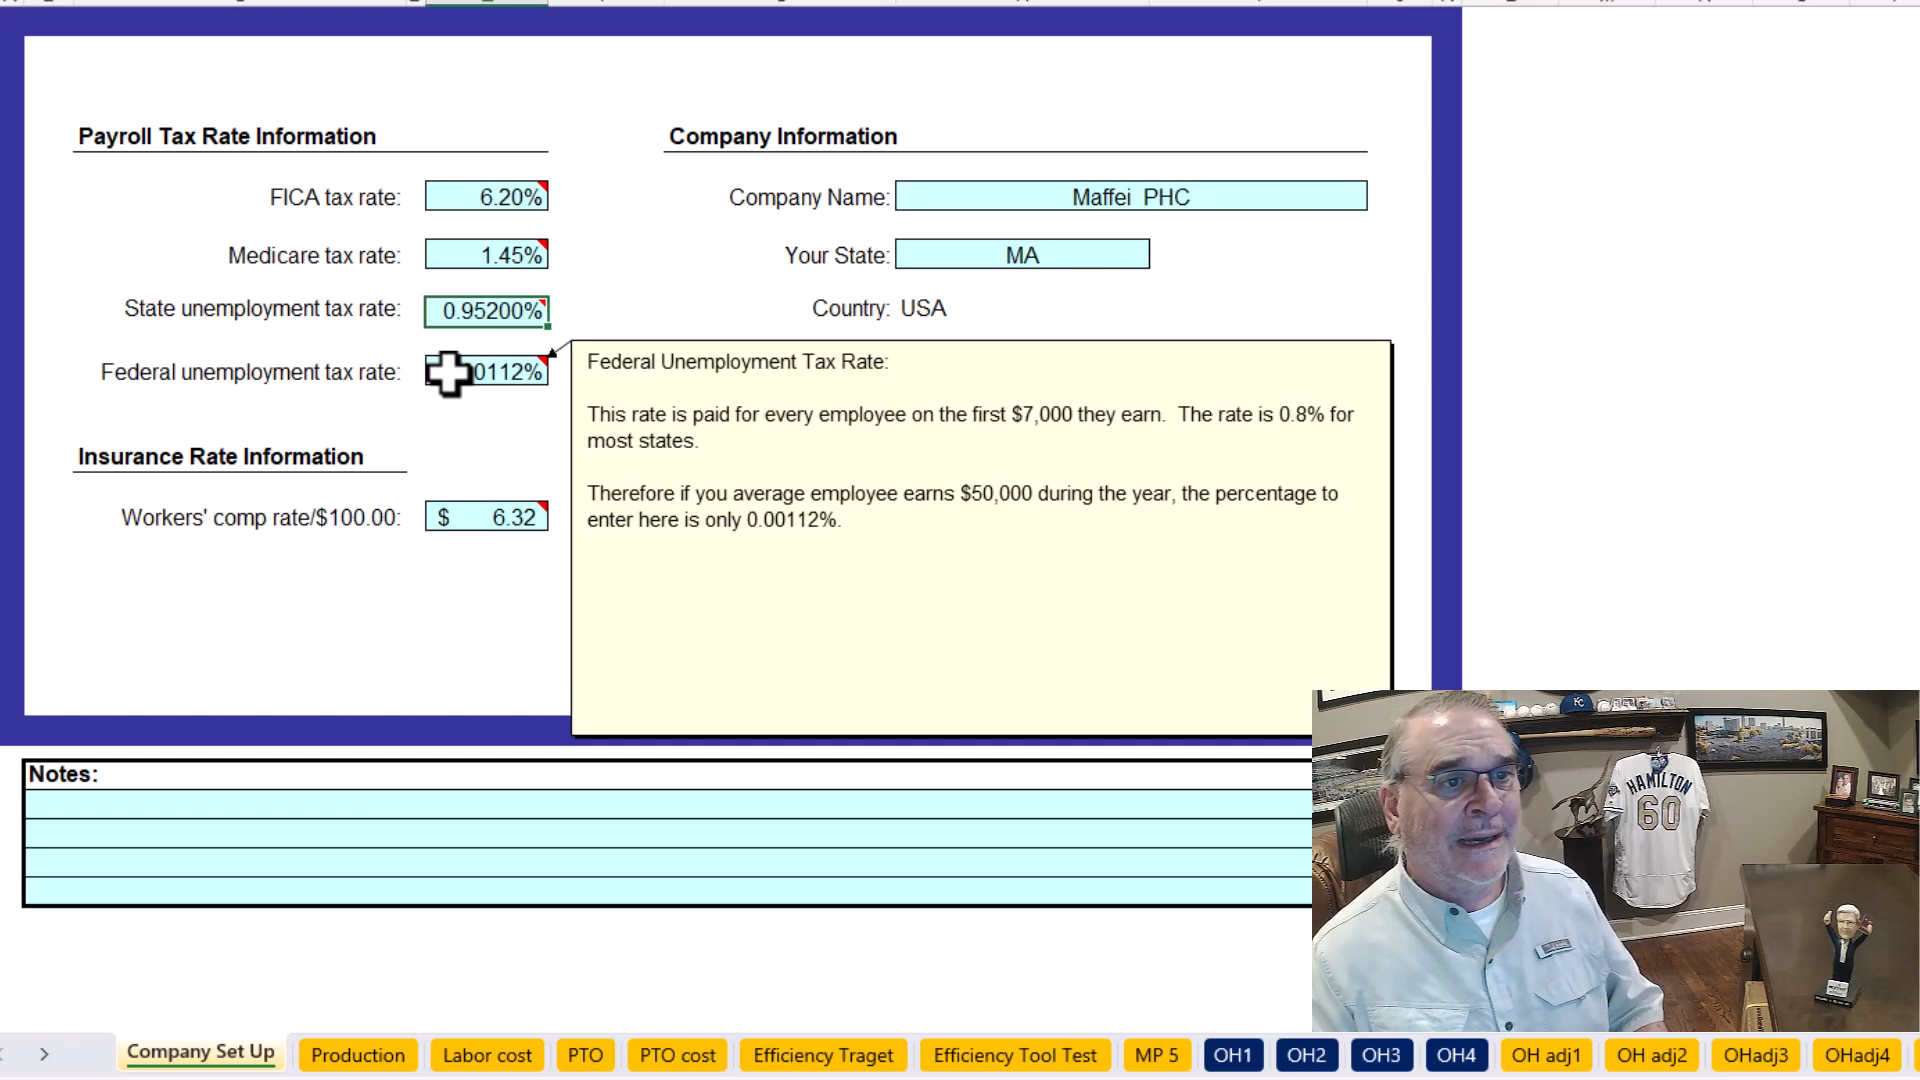 Payroll Tax Rate Information
Company Information
FICA tax rate: 6.20%
Company Name: Maffei PHC
Medicare tax rate: 1.45%
Your State: MA
State unemployment tax rate: 0.95200%
Country: USA
Federal unemployment tax rate: 0112%
Federal Unemployment Tax Rate:
This rate is paid for every employee on the first $7,000 they earn. The rate is 0.8% for
most states.
Therefore if you average employee earns $50,000 during the year, the percentage to
enter here is only 0.00112%.
Insurance Rate Information
Workers' comp rate/$100.00: $ 6.32
Notes:
KC
HAMILTON
60
Company Set Up
Production
Labor cost
PTO
PTO cost
Efficiency Traget
Efficiency Tool Test
MP 5
OH1
OH2
OH3
OH4
OH adj1
OH adj2
OHadj3
OHadj4